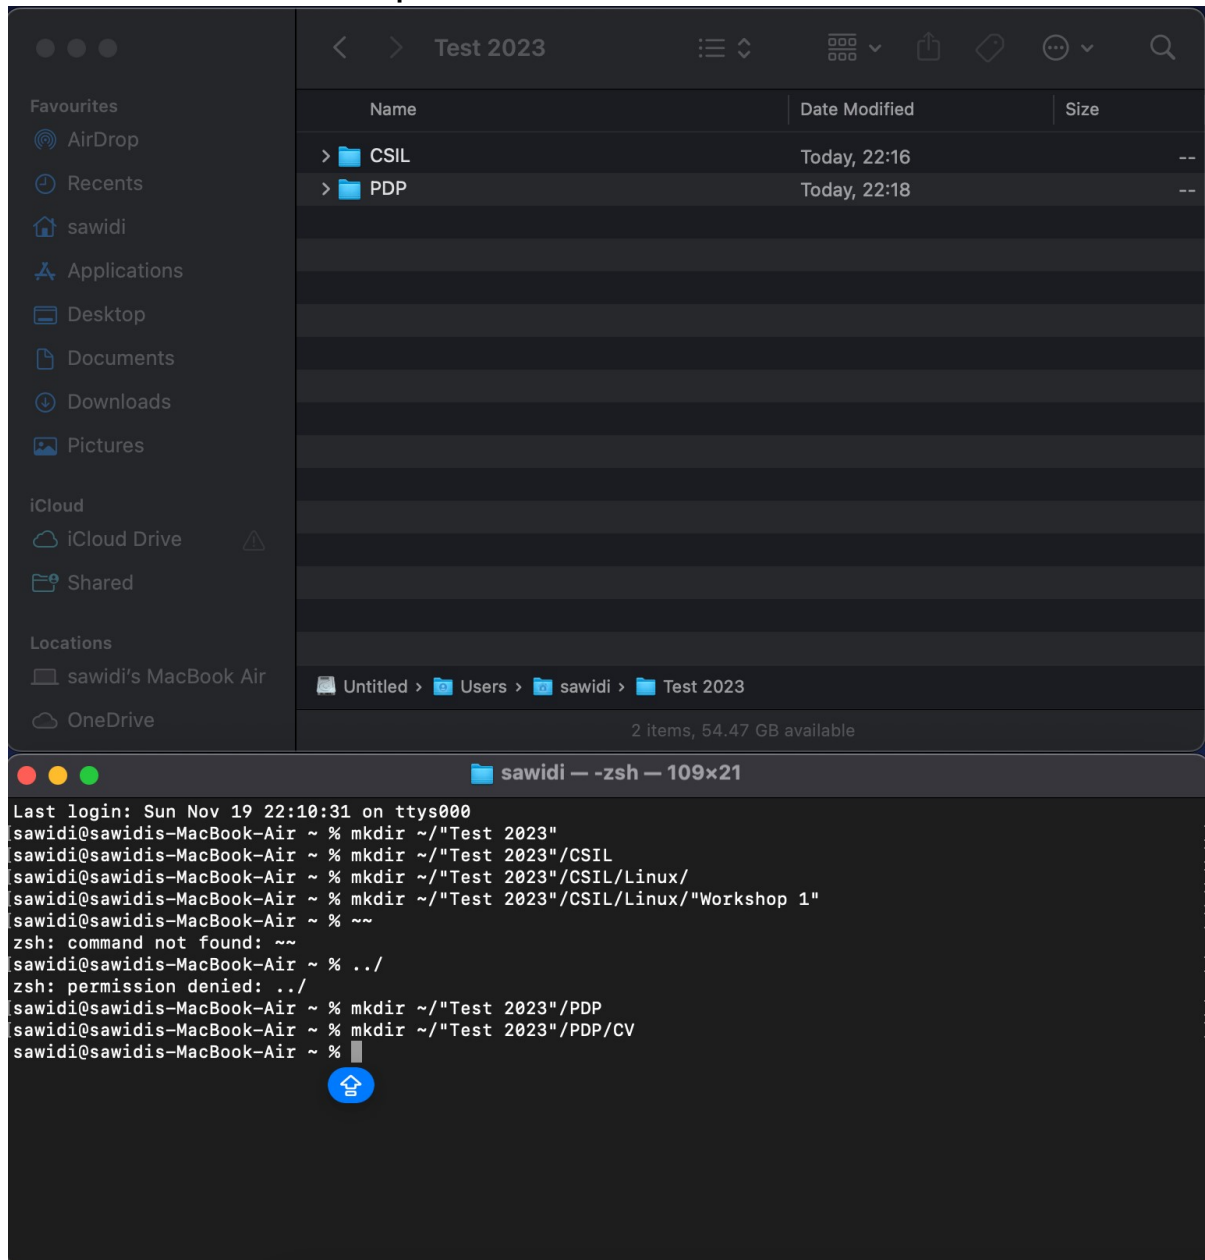 Test 2023
Favourites
AirDrop
Recents
sawidi
Applications
Desktop
Documents
Downloads
Pictures
iCloud
iCloud Drive
Shared
Locations
sawidi's MacBook Air
OneDrive
Name Date Modified Size
CSIL Today, 22:16 --
PDP Today, 22:18 --
Untitled › Users › sawidi › Test 2023
2 items, 54.47 GB available
sawidi — -zsh — 109×21
Last login: Sun Nov 19 22:10:31 on ttys000
[sawidi@sawidis-MacBook-Air ~ % mkdir ~/"Test 2023"
[sawidi@sawidis-MacBook-Air ~ % mkdir ~/"Test 2023"/CSIL
[sawidi@sawidis-MacBook-Air ~ % mkdir ~/"Test 2023"/CSIL/Linux/
[sawidi@sawidis-MacBook-Air ~ % mkdir ~/"Test 2023"/CSIL/Linux/"Workshop 1"
[sawidi@sawidis-MacBook-Air ~ % ~~
zsh: command not found: ~~
[sawidi@sawidis-MacBook-Air ~ % ../
zsh: permission denied: ../
[sawidi@sawidis-MacBook-Air ~ % mkdir ~/"Test 2023"/PDP
[sawidi@sawidis-MacBook-Air ~ % mkdir ~/"Test 2023"/PDP/CV
sawidi@sawidis-MacBook-Air ~ %